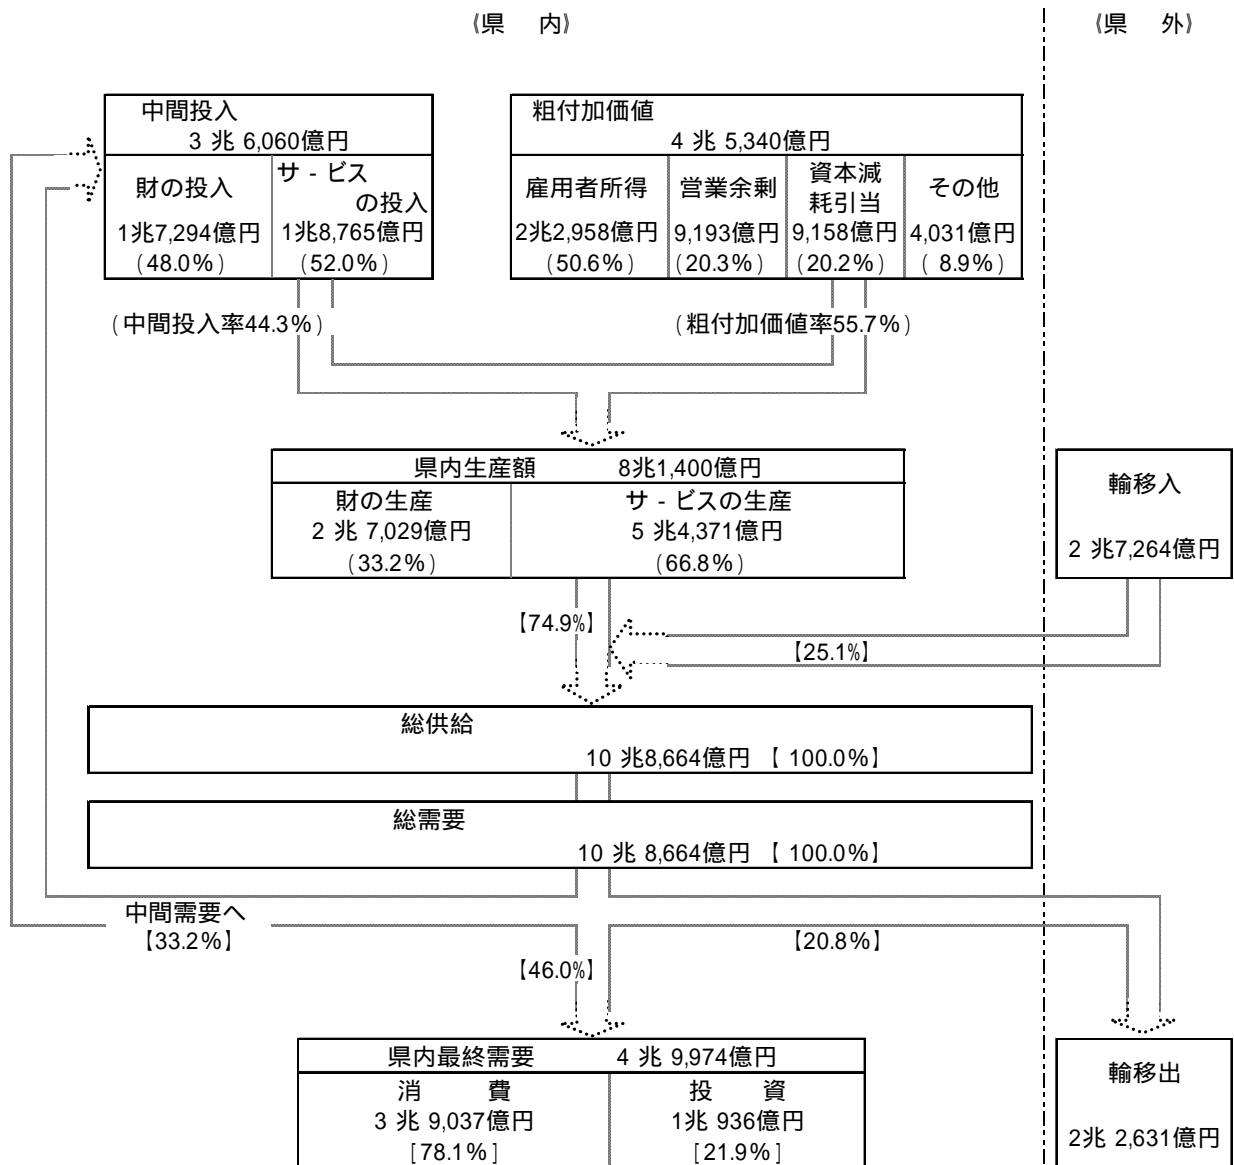 《県　内》
《県　外》
中間投入
3 兆 6,060億円
財の投入
1兆7,294億円
(48.0%)
サ - ビス
の投入
1兆8,765億円
(52.0%)
粗付加価値
4 兆 5,340億円
雇用者所得
2兆2,958億円
(50.6%)
営業余剰
9,193億円
(20.3%)
資本減
耗引当
9,158億円
(20.2%)
その他
4,031億円
( 8.9%)
(中間投入率44.3%)
(粗付加価値率55.7%)
県内生産額　8兆1,400億円
財の生産
2 兆 7,029億円
(33.2%)
サ - ビスの生産
5 兆4,371億円
(66.8%)
輸移入
2 兆7,264億円
【74.9%】
【25.1%】
総供給
10 兆8,664億円 【 100.0%】
総需要
10 兆 8,664億円 【 100.0%】
中間需要へ
【33.2%】
【20.8%】
【46.0%】
県内最終需要　4 兆 9,974億円
消　費
3 兆 9,037億円
[78.1%]
投　資
1兆 936億円
[21.9%]
輸移出
2兆 2,631億円